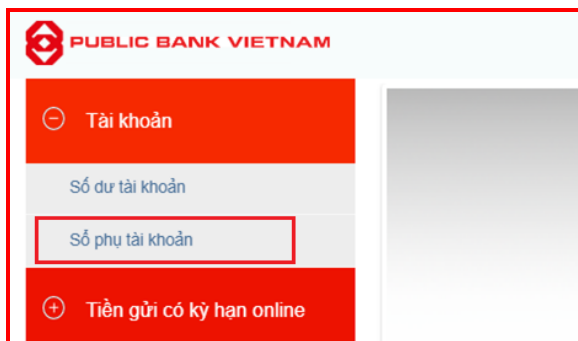 PUBLIC BANK VIETNAM
Tài khoản
Số dư tài khoản
Sổ phụ tài khoản
Tiền gửi có kỳ hạn online